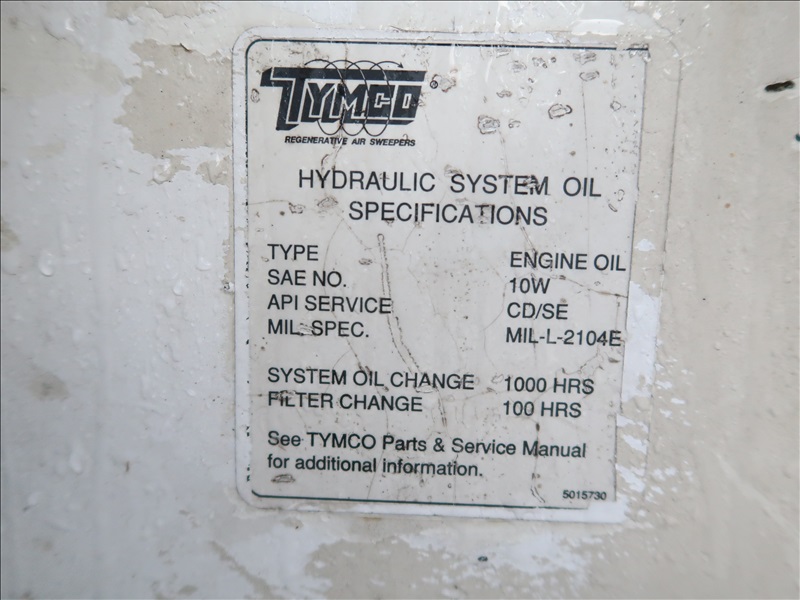 TYMCO
REGENERATIVE AIR SWEEPERS
HYDRAULIC SYSTEM OIL
SPECIFICATIONS
TYPE ENGINE OIL
SAE NO. 10W
API SERVICE CD/SE
MIL. SPEC. MIL-L-2104E
SYSTEM OIL CHANGE 1000 HRS
FILTER CHANGE 100 HRS
See TYMCO Parts & Service Manual
for additional information.
5015730